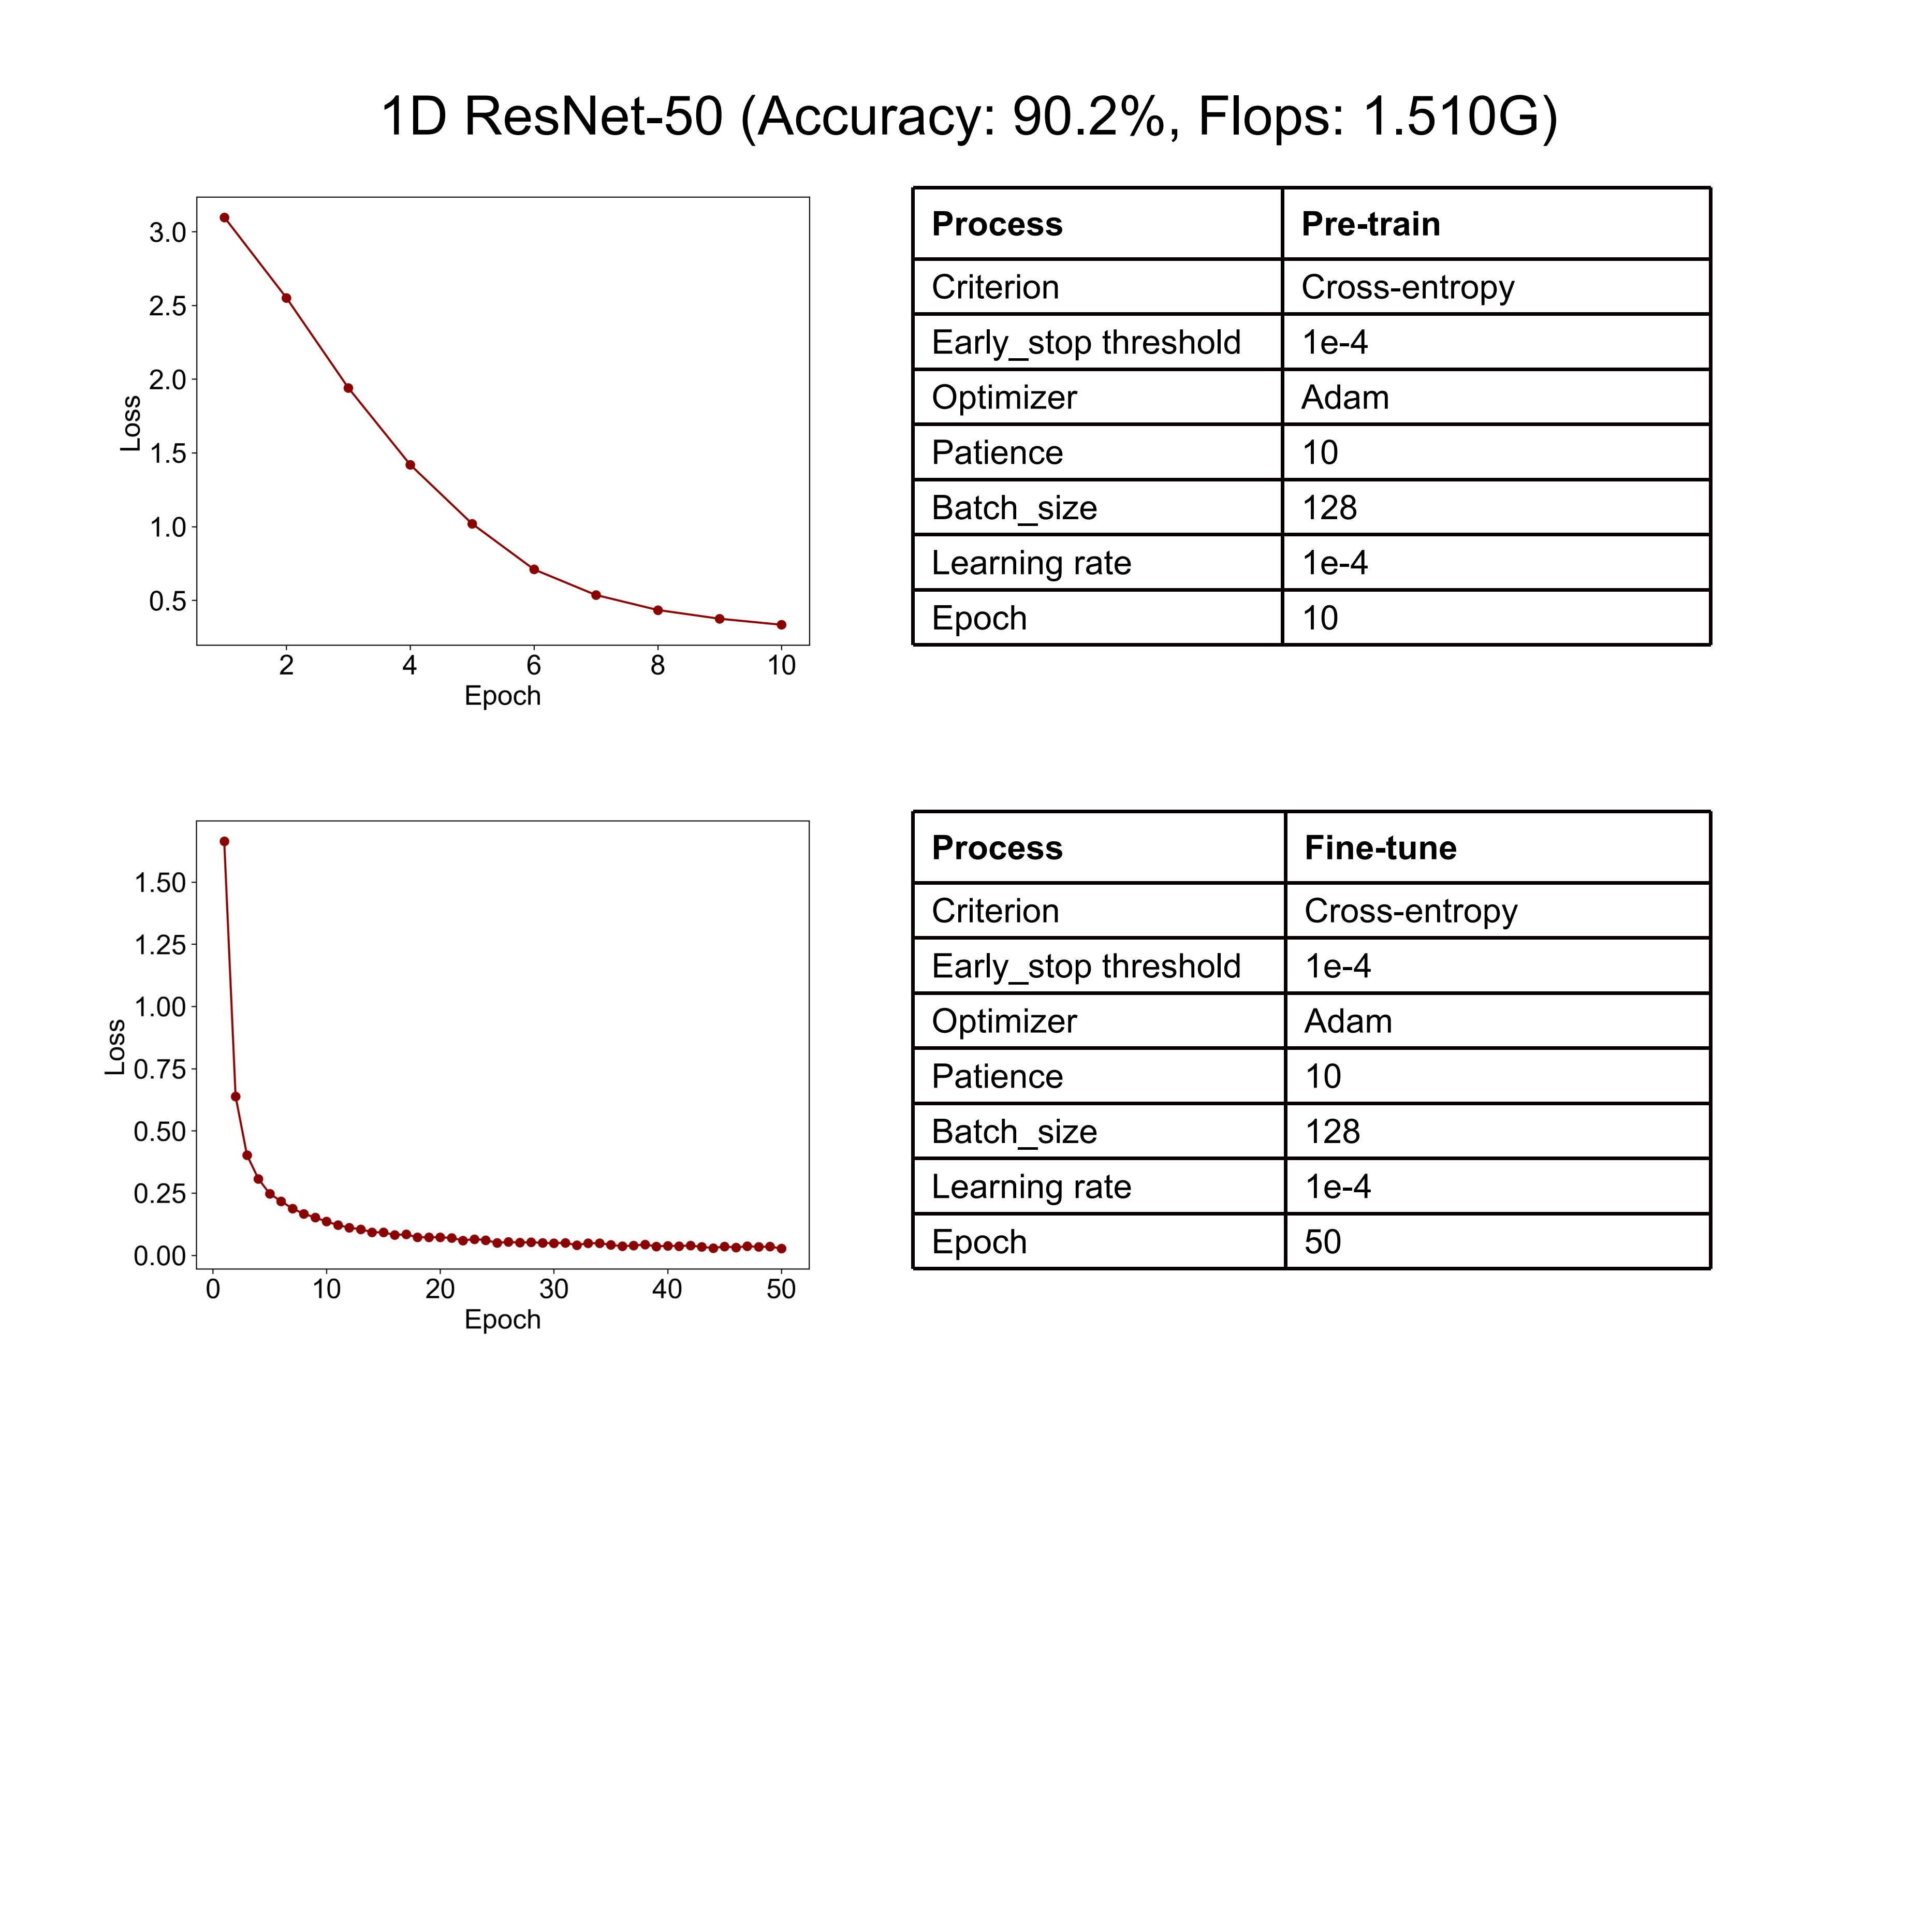 1D ResNet-50 (Accuracy: 90.2%, Flops: 1.510G)
3.0
2.5
2.0
1.5
1.0
0.5
Loss
2 4 6 8 10
Epoch
Process Pre-train
Criterion Cross-entropy
Early_stop threshold 1e-4
Optimizer Adam
Patience 10
Batch_size 128
Learning rate 1e-4
Epoch 10
1.50
1.25
1.00
0.75
0.50
0.25
0.00
Loss
0 10 20 30 40 50
Epoch
Process Fine-tune
Criterion Cross-entropy
Early_stop threshold 1e-4
Optimizer Adam
Patience 10
Batch_size 128
Learning rate 1e-4
Epoch 50